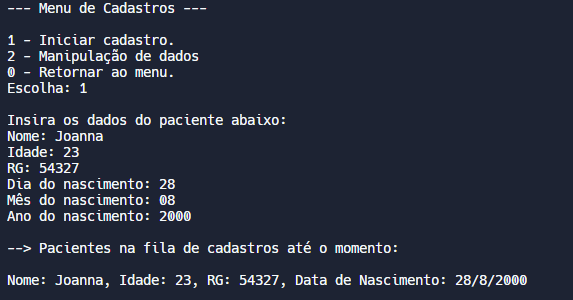 --- Menu de Cadastros ---
1 - Iniciar cadastro.
2 - Manipulação de dados
0 - Retornar ao menu.
Escolha: 1
Insira os dados do paciente abaixo:
Nome: Joanna
Idade: 23
RG: 54327
Dia do nascimento: 28
Mês do nascimento: 08
Ano do nascimento: 2000
--> Pacientes na fila de cadastros até o momento:
Nome: Joanna, Idade: 23, RG: 54327, Data de Nascimento: 28/8/2000